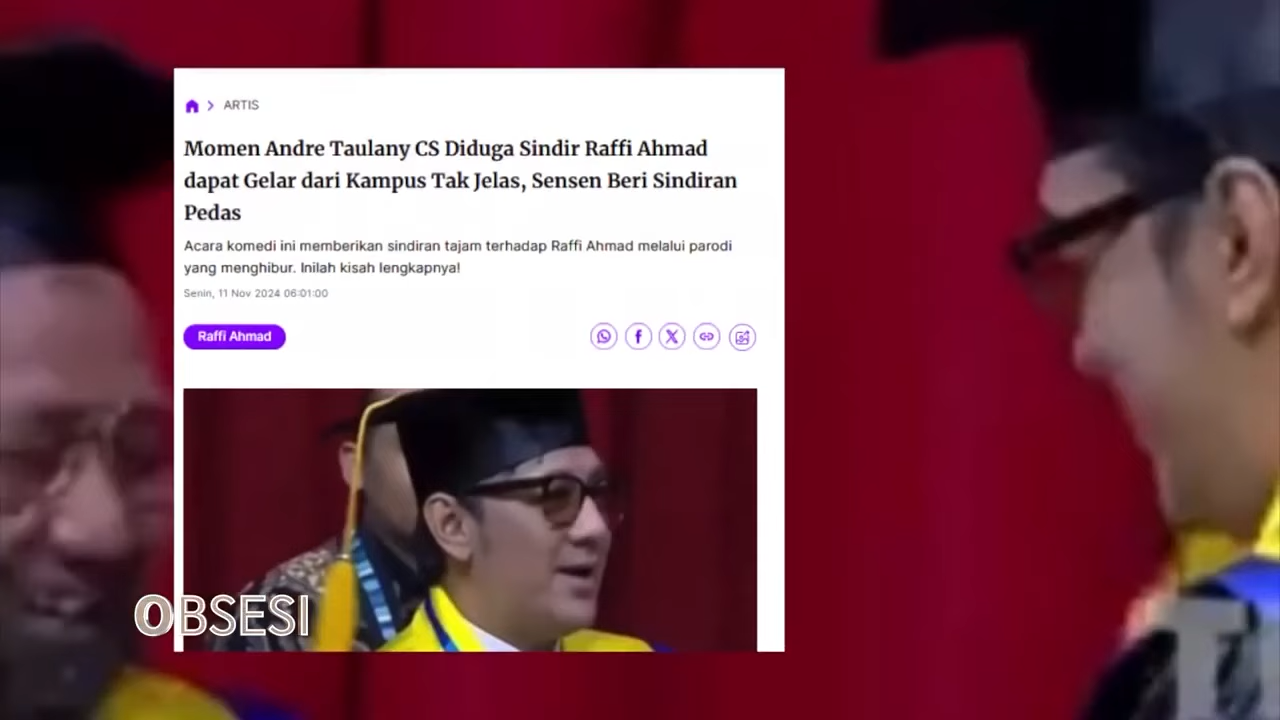 ARTIS
Momen Andre Taulany CS Diduga Sindir Raffi Ahmad
dapat Gelar dari Kampus Tak Jelas, Sensen Beri Sindiran
Pedas
Acara komedi ini memberikan sindiran tajam terhadap Raffi Ahmad melalui parodi
yang menghibur. Inilah kisah lengkapnya!
Senin, 11 Nov 2024 06:01:00
Raffi Ahmad
OBSESI